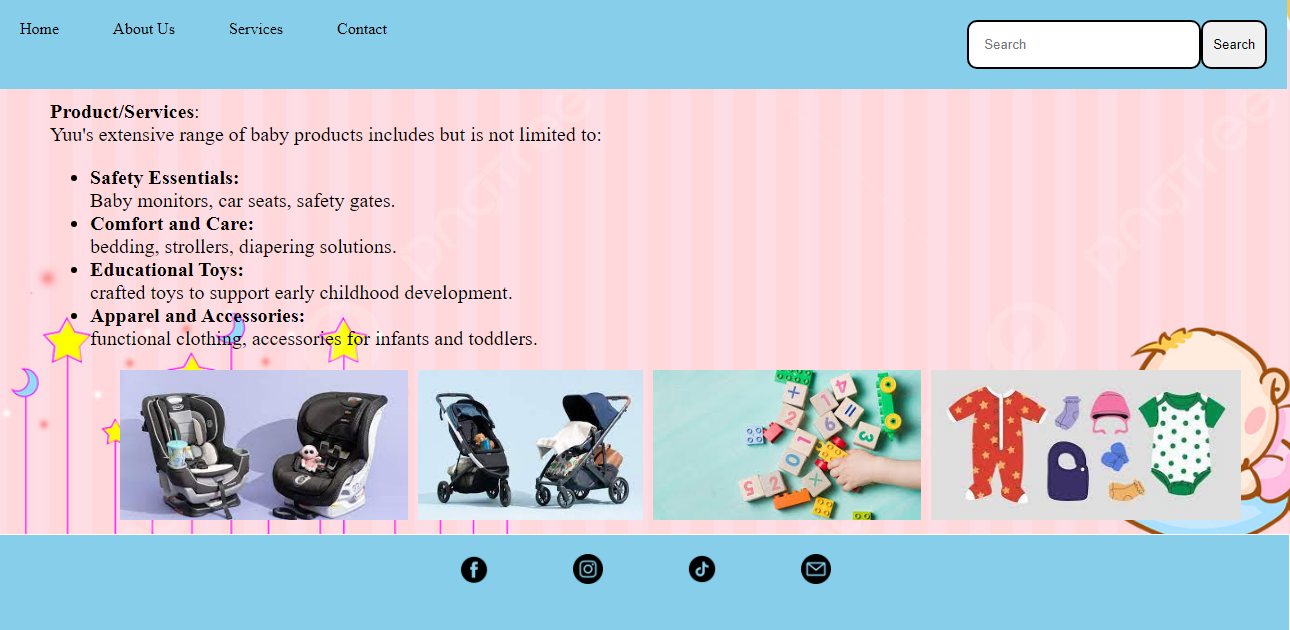 Home About Us Services Contact Search Search
Product/Services:
Yuu's extensive range of baby products includes but is not limited to:
Safety Essentials:
Baby monitors, car seats, safety gates.
Comfort and Care:
bedding, strollers, diapering solutions.
Educational Toys:
crafted toys to support early childhood development.
Apparel and Accessories:
functional clothing, accessories for infants and toddlers.
pngtree
pngtree